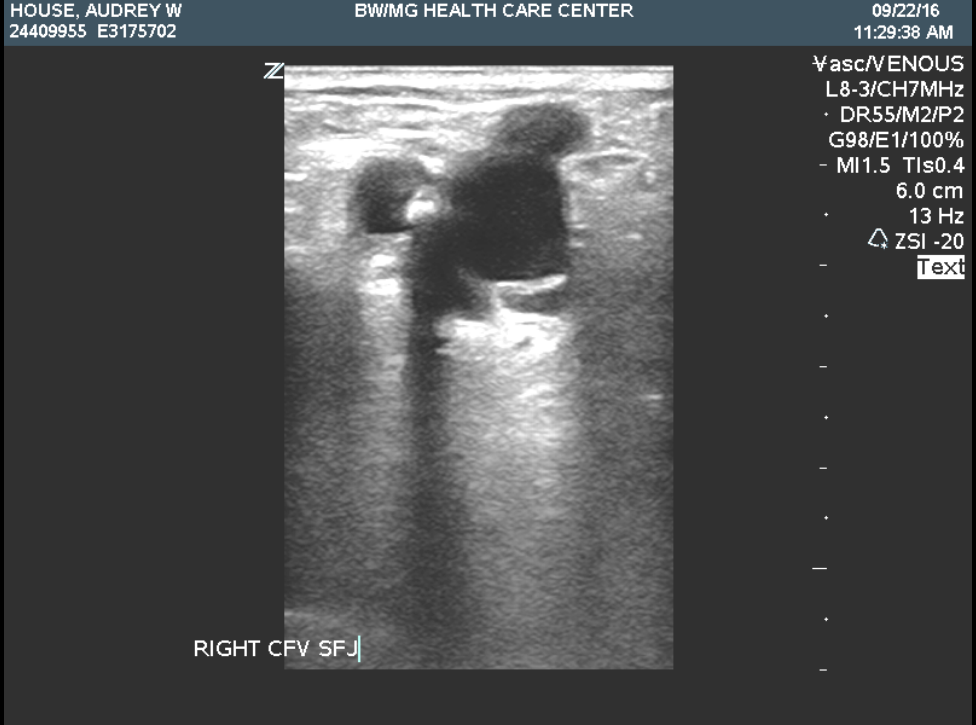 HOUSE, AUDREY W
24409955 E3175702
BW/MG HEALTH CARE CENTER
09/22/16
11:29:38 AM
Vasc/VENOUS
L8-3/CH7MHz
DR55/M2/P2
G98/E1/100%
MI1.5 TIs0.4
6.0 cm
13 Hz
ZSI -20
Text
Z
RIGHT CFV SFJ